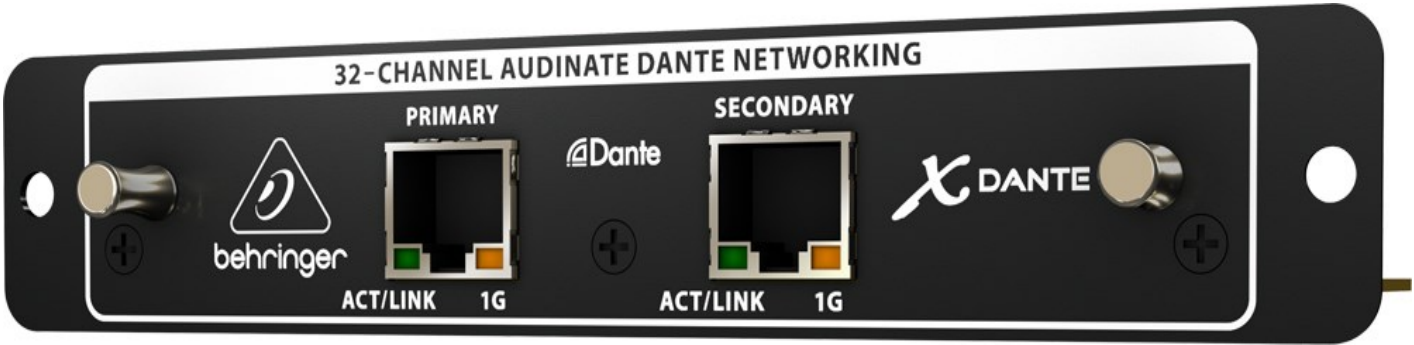 32-CHANNEL AUDINATE DANTE NETWORKING
PRIMARY
SECONDARY
Dante
X DANTE
behringer
ACT/LINK 1G
ACT/LINK 1G